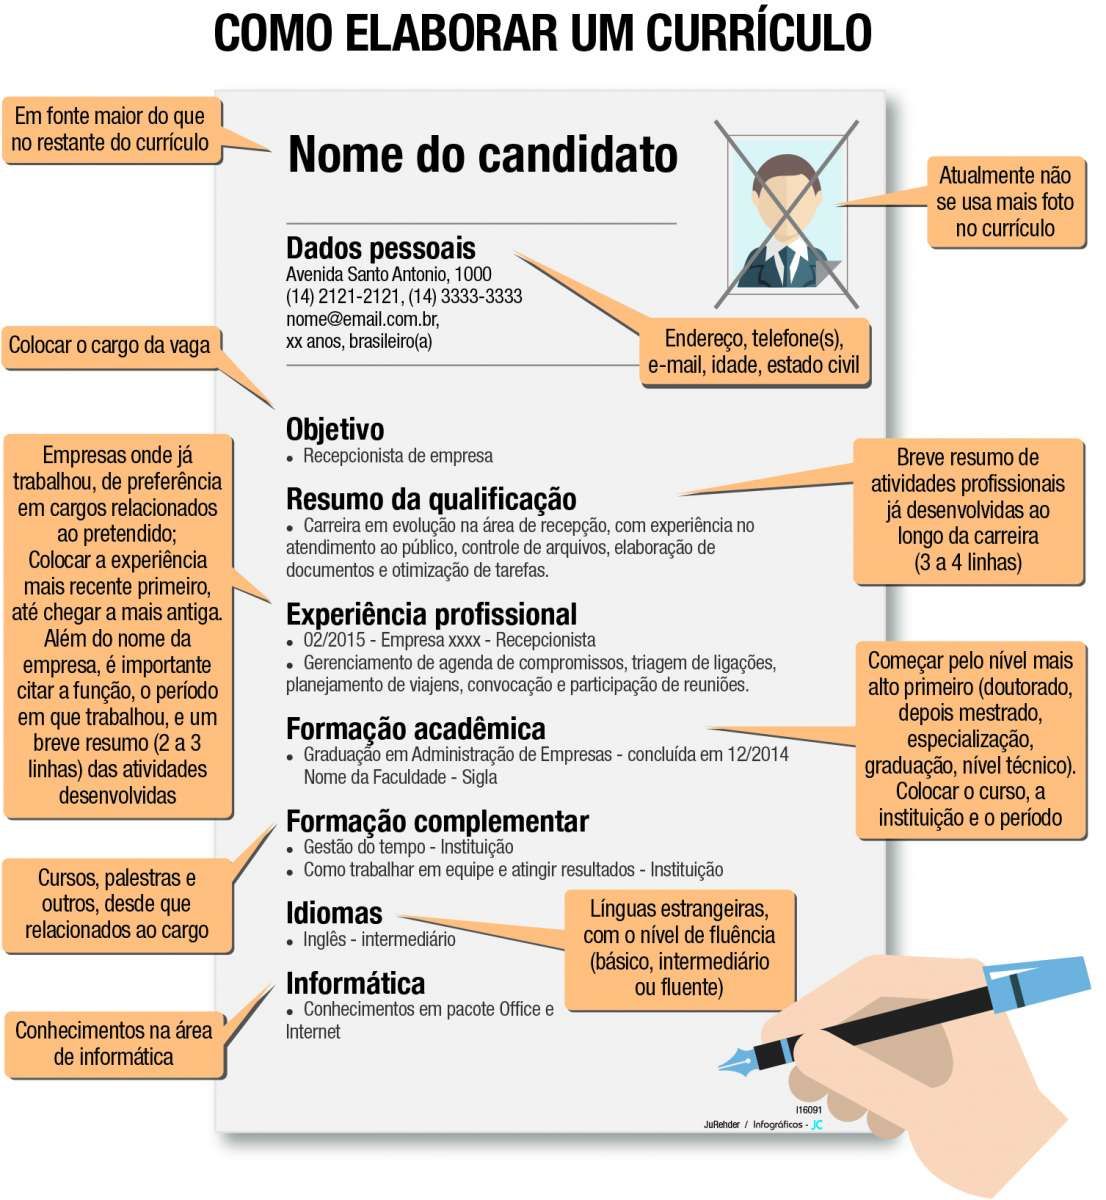 COMO ELABORAR UM CURRÍCULO
Em fonte maior do que
no restante do currículo
Nome do candidato
Atualmente não
se usa mais foto
no currículo
Dados pessoais
Avenida Santo Antonio, 1000
(14) 2121-2121, (14) 3333-3333
nome@email.com.br,
xx anos, brasileiro(a)
Endereço, telefone(s),
e-mail, idade, estado civil
Colocar o cargo da vaga
Objetivo
• Recepcionista de empresa
Resumo da qualificação
• Carreira em evolução na área de recepção, com experiência no
atendimento ao público, controle de arquivos, elaboração de
documentos e otimização de tarefas.
Breve resumo de
atividades profissionais
já desenvolvidas ao
longo da carreira
(3 a 4 linhas)
Empresas onde já
trabalhou, de preferência
em cargos relacionados
ao pretendido;
Colocar a experiência
mais recente primeiro,
até chegar a mais antiga.
Além do nome da
empresa, é importante
citar a função, o período
em que trabalhou, e um
breve resumo (2 a 3
linhas) das atividades
desenvolvidas
Experiência profissional
• 02/2015 - Empresa xxxx - Recepcionista
• Gerenciamento de agenda de compromissos, triagem de ligações,
planejamento de viajens, convocação e participação de reuniões.
Formação acadêmica
• Graduação em Administração de Empresas - concluída em 12/2014
Nome da Faculdade - Sigla
Começar pelo nível mais
alto primeiro (doutorado,
depois mestrado,
especialização,
graduação, nível técnico).
Colocar o curso, a
instituição e o período
Formação complementar
• Gestão do tempo - Instituição
• Como trabalhar em equipe e atingir resultados - Instituição
Cursos, palestras e
outros, desde que
relacionados ao cargo
Idiomas
• Inglês - intermediário
Línguas estrangeiras,
com o nível de fluência
(básico, intermediário
ou fluente)
Informática
• Conhecimentos em pacote Office e
Internet
Conhecimentos na área
de informática
I16091
JuRehder / Infográficos - JC